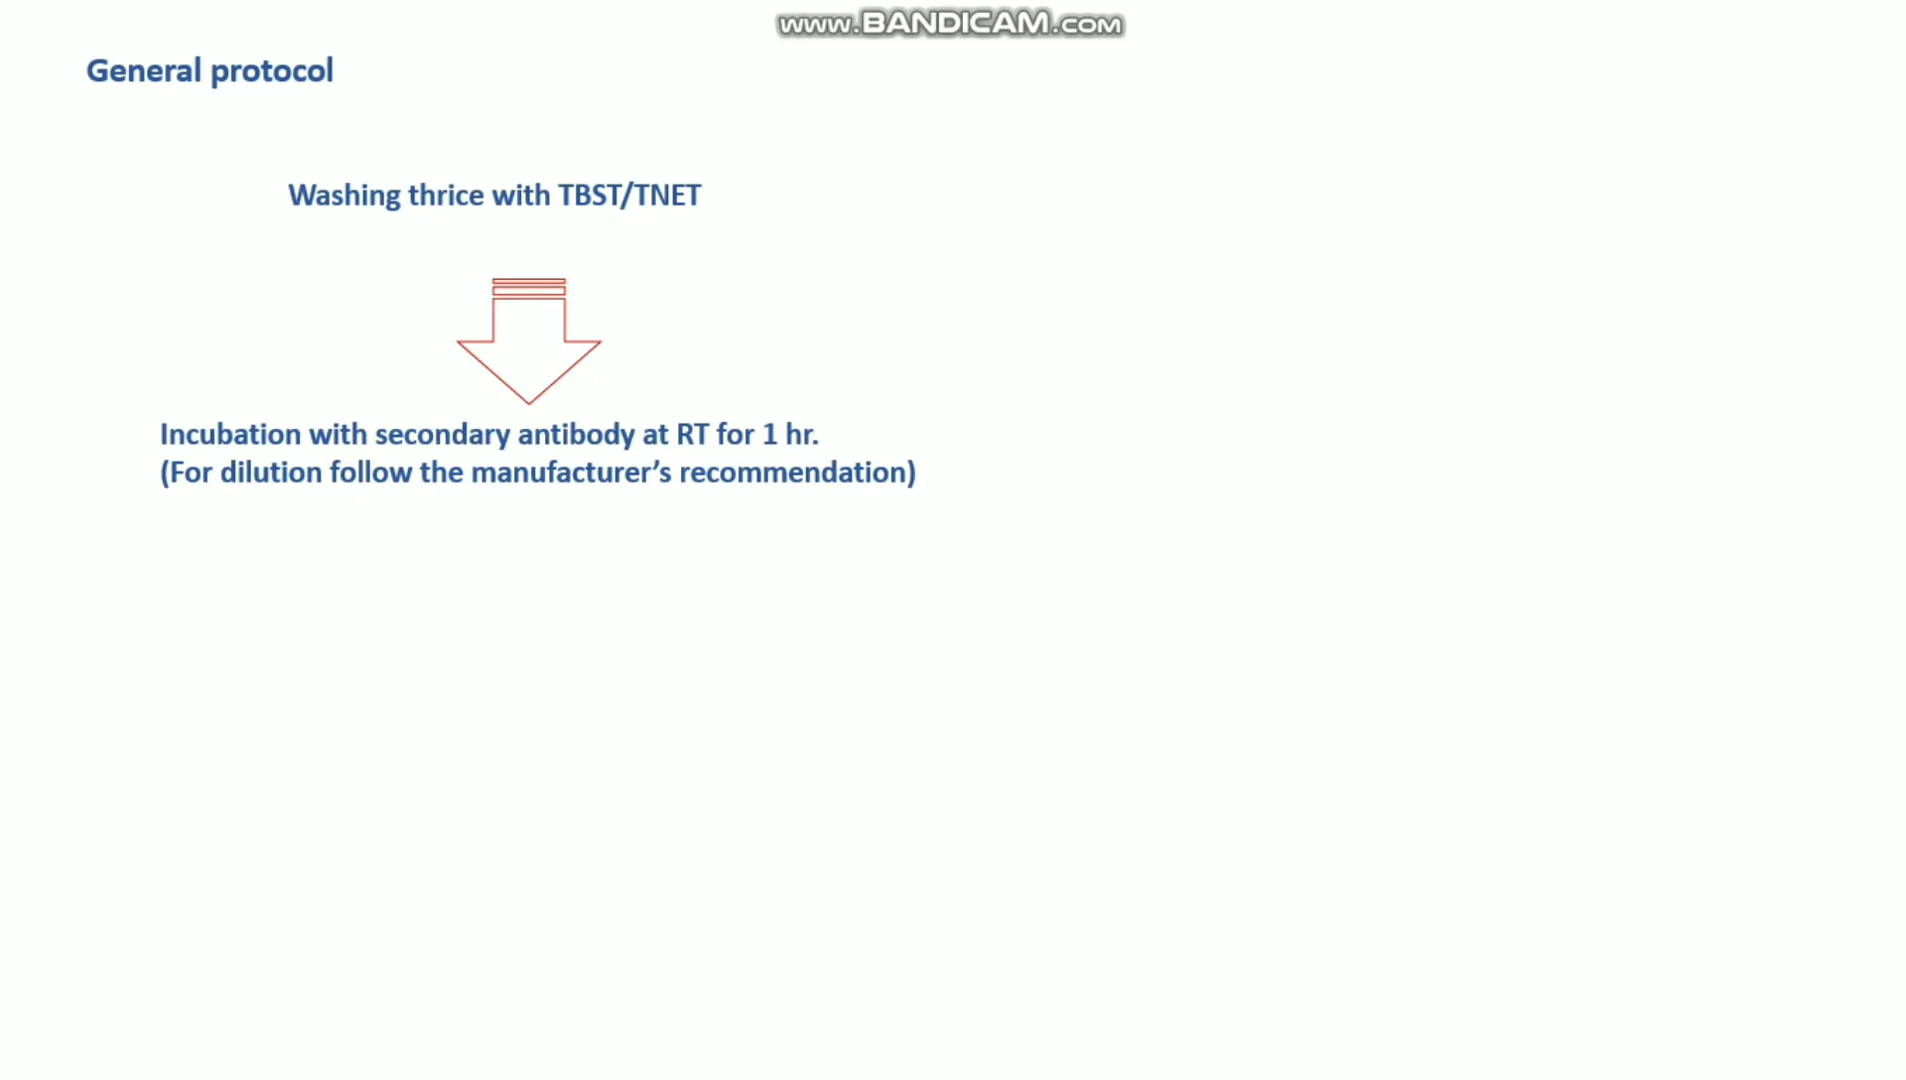 www.BANDICAM.com
General protocol
Washing thrice with TBST/TNET
Incubation with secondary antibody at RT for 1 hr.
(For dilution follow the manufacturer’s recommendation)